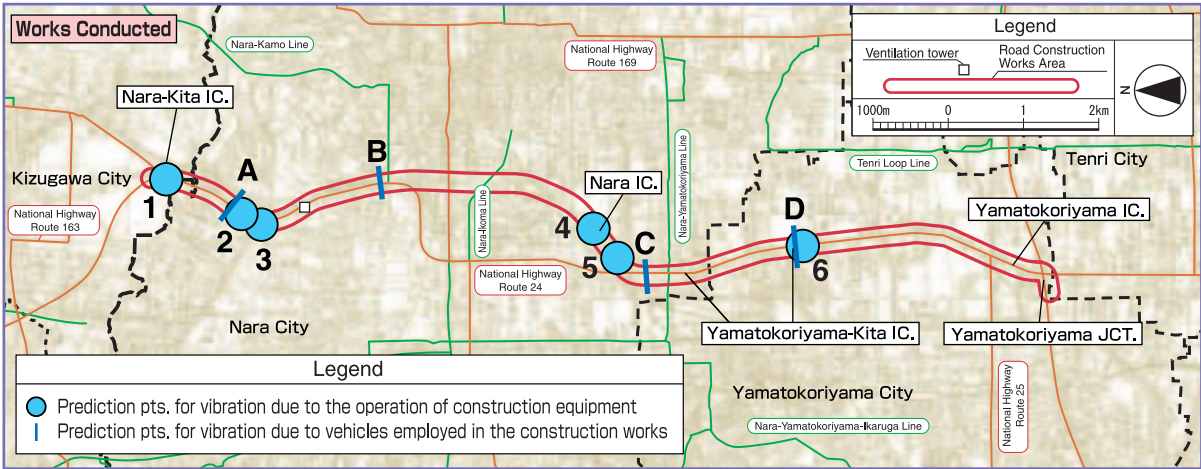 Works Conducted
Nara-Kamo Line
National Highway
Route 169
Legend
Ventilation tower
Road Construction
Works Area
1000m 0 1 2km
N
Nara-Kita IC.
Kizugawa City
1
National Highway
Route 163
A
2
3
B
Nara-Ikoma Line
Nara IC.
4
5
C
Nara-Yamatokoriyama Line
National Highway
Route 24
D
6
Tenri Loop Line
Tenri City
Yamatokoriyama IC.
Nara City
Yamatokoriyama-Kita IC.
Yamatokoriyama JCT.
Yamatokoriyama City
National Highway
Route 25
Nara-Yamatokoriyama-Ikaruga Line
Legend
Prediction pts. for vibration due to the operation of construction equipment
Prediction pts. for vibration due to vehicles employed in the construction works